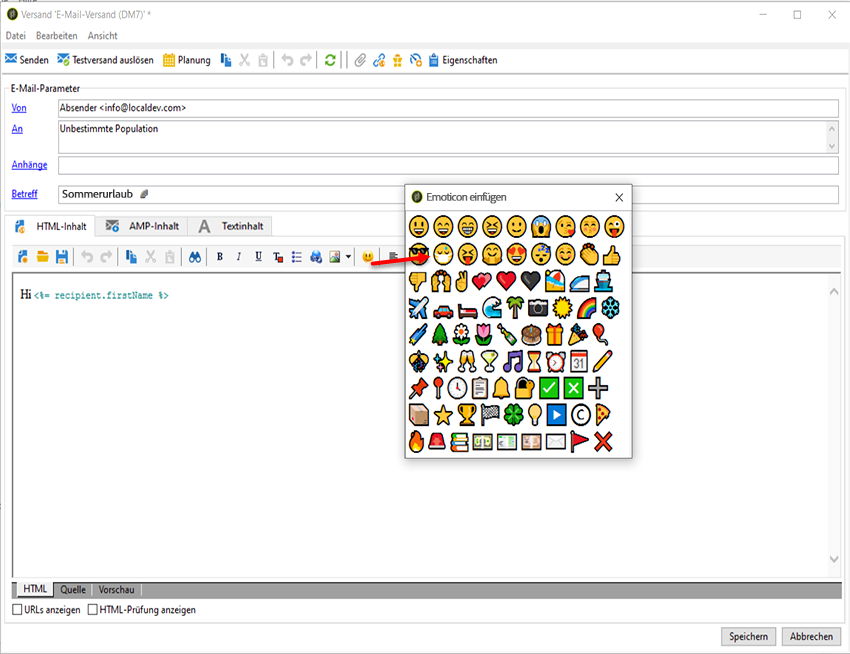 Versand 'E-Mail-Versand (DM7)' *
Datei Bearbeiten Ansicht
Senden Testversand auslösen Planung Eigenschaften
E-Mail-Parameter
Von Absender <info@localdev.com>
An Unbestimmte Population
Anhänge
Betreff Sommerurlaub
Emoticon einfügen
HTML-Inhalt AMP-Inhalt Textinhalt
B I U
Hi <%= recipient.firstName %>
31
HTML Quelle Vorschau
URLs anzeigen HTML-Prüfung anzeigen
Speichern Abbrechen